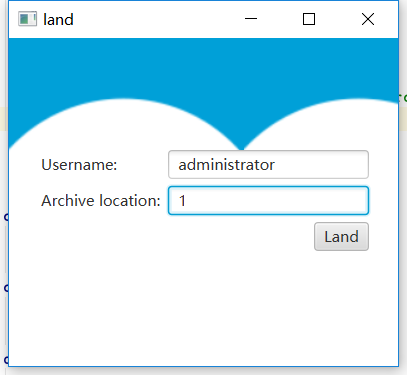 land
Username: administrator
Archive location: 1
Land